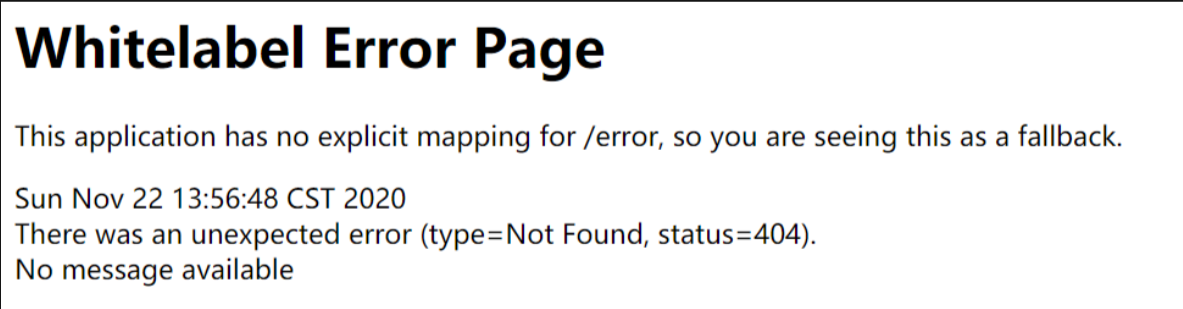 Whitelabel Error Page
This application has no explicit mapping for /error, so you are seeing this as a fallback.
Sun Nov 22 13:56:48 CST 2020
There was an unexpected error (type=Not Found, status=404).
No message available